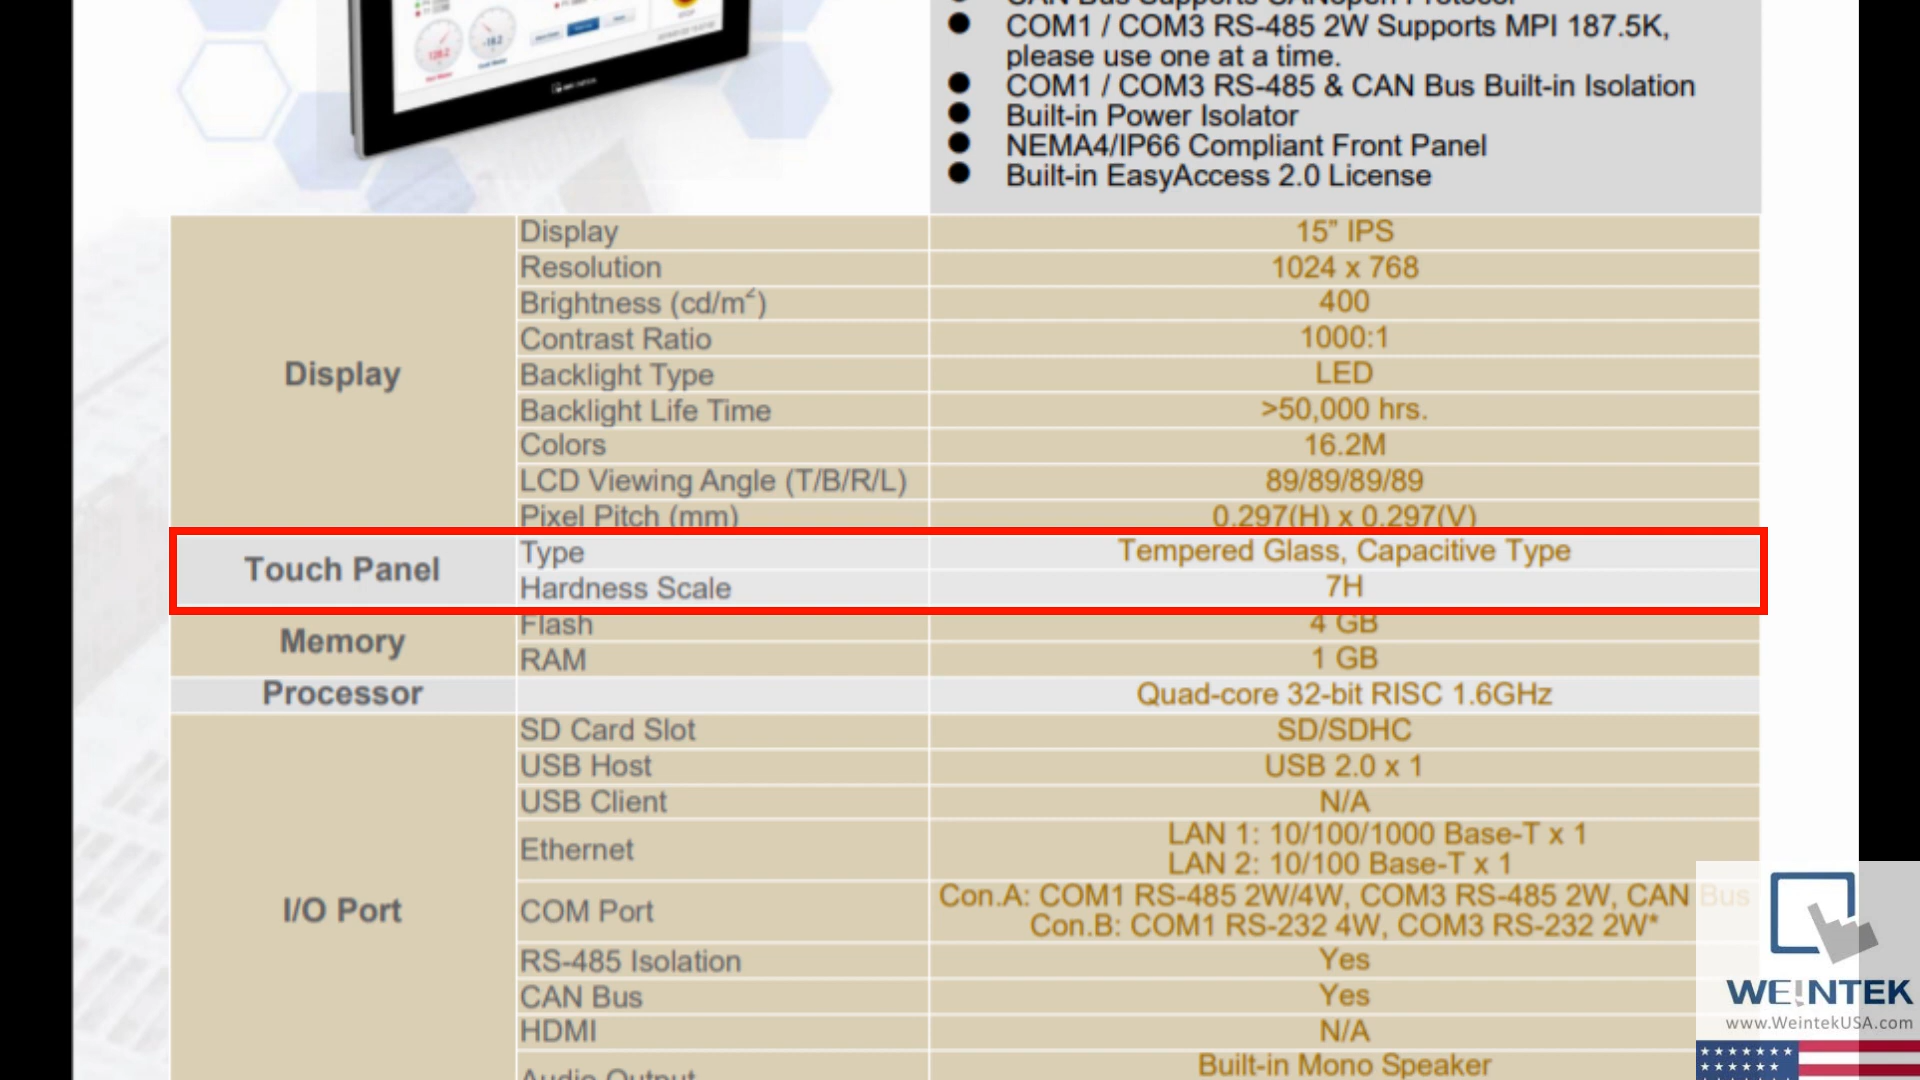 CAN Bus Supports CANopen Protocol
COM1 / COM3 RS-485 2W Supports MPI 187.5K,
please use one at a time.
COM1 / COM3 RS-485 & CAN Bus Built-in Isolation
Built-in Power Isolator
NEMA4/IP66 Compliant Front Panel
Built-in EasyAccess 2.0 License
Display
Display 15” IPS
Resolution 1024 x 768
Brightness (cd/m²) 400
Contrast Ratio 1000:1
Backlight Type LED
Backlight Life Time >50,000 hrs.
Colors 16.2M
LCD Viewing Angle (T/B/R/L) 89/89/89/89
Pixel Pitch (mm) 0.297(H) x 0.297(V)
Touch Panel
Type Tempered Glass, Capacitive Type
Hardness Scale 7H
Memory
Flash 4 GB
RAM 1 GB
Processor Quad-core 32-bit RISC 1.6GHz
I/O Port
SD Card Slot SD/SDHC
USB Host USB 2.0 x 1
USB Client N/A
Ethernet LAN 1: 10/100/1000 Base-T x 1
LAN 2: 10/100 Base-T x 1
COM Port Con.A: COM1 RS-485 2W/4W, COM3 RS-485 2W, CAN Bus
Con.B: COM1 RS-232 4W, COM3 RS-232 2W*
RS-485 Isolation Yes
CAN Bus Yes
HDMI N/A
Audio Output Built-in Mono Speaker
WEINTEK
www.WeintekUSA.com